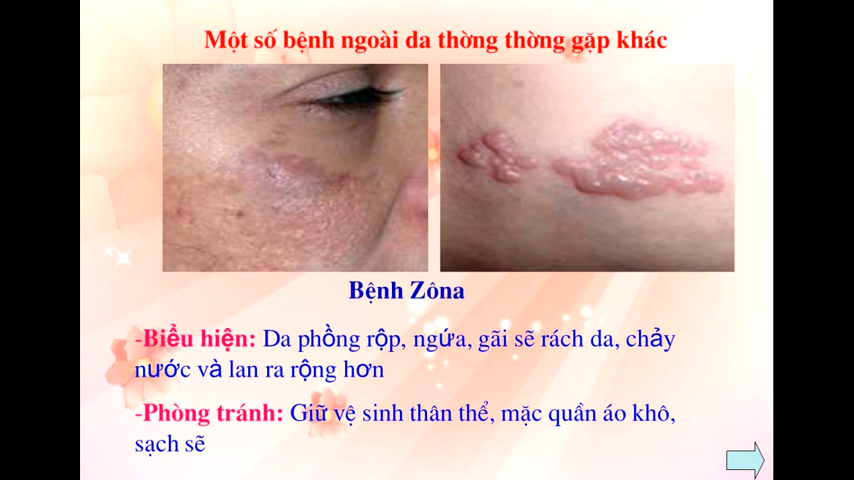 Một số bệnh ngoài da thờng thờng gặp khác
Bệnh Zôna
-Biểu hiện: Da phồng rộp, ngứa, gãi sẽ rách da, chảy
nước và lan ra rộng hơn
-Phòng tránh: Giữ vệ sinh thân thể, mặc quần áo khô,
sạch sẽ